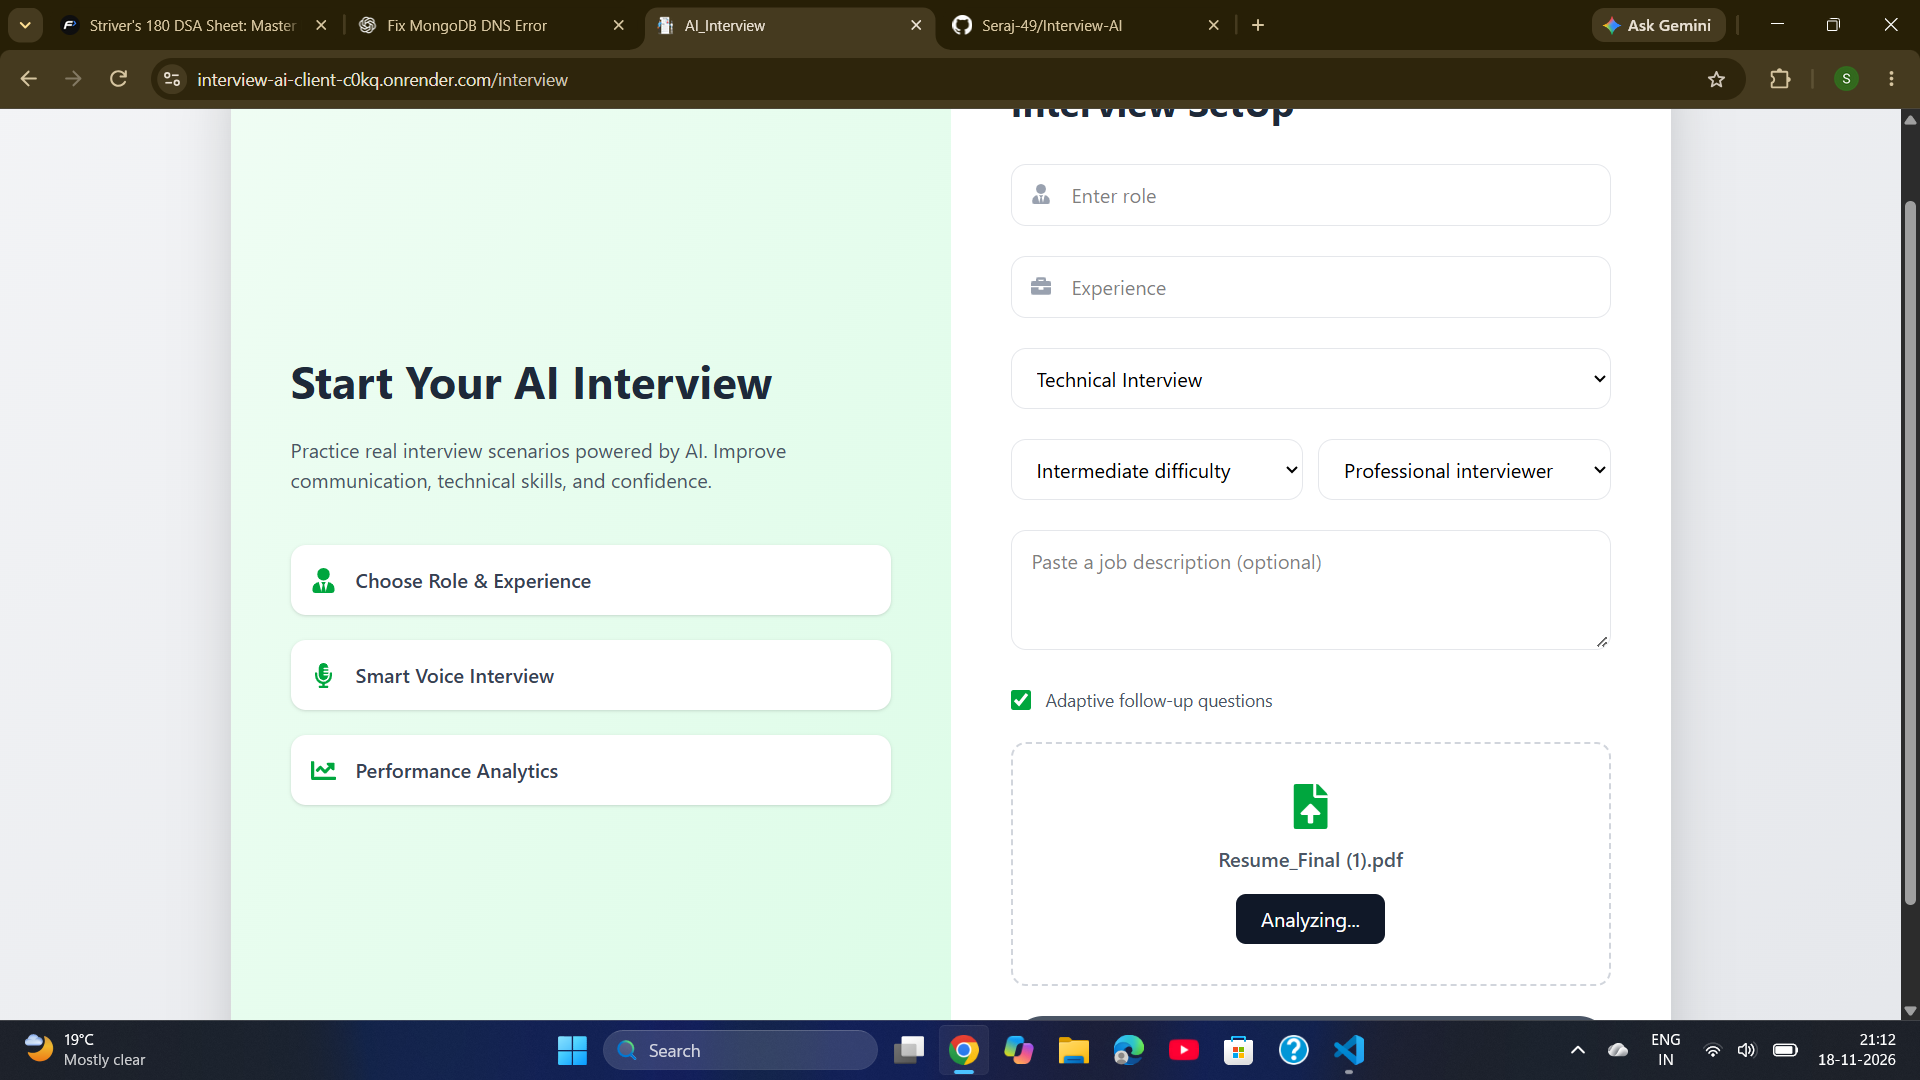 Striver's 180 DSA Sheet: Master
Fix MongoDB DNS Error
AI_Interview
Seraj-49/Interview-AI
Ask Gemini
interview-ai-client-c0kq.onrender.com/interview
S
Start Your AI Interview
Practice real interview scenarios powered by AI. Improve
communication, technical skills, and confidence.
Choose Role & Experience
Smart Voice Interview
Performance Analytics
Interview Setup
Enter role
Experience
Technical Interview
Intermediate difficulty
Professional interviewer
Paste a job description (optional)
Adaptive follow-up questions
Resume_Final (1).pdf
Analyzing...
19°C
Mostly clear
Search
ENG
IN
21:12
18-11-2026